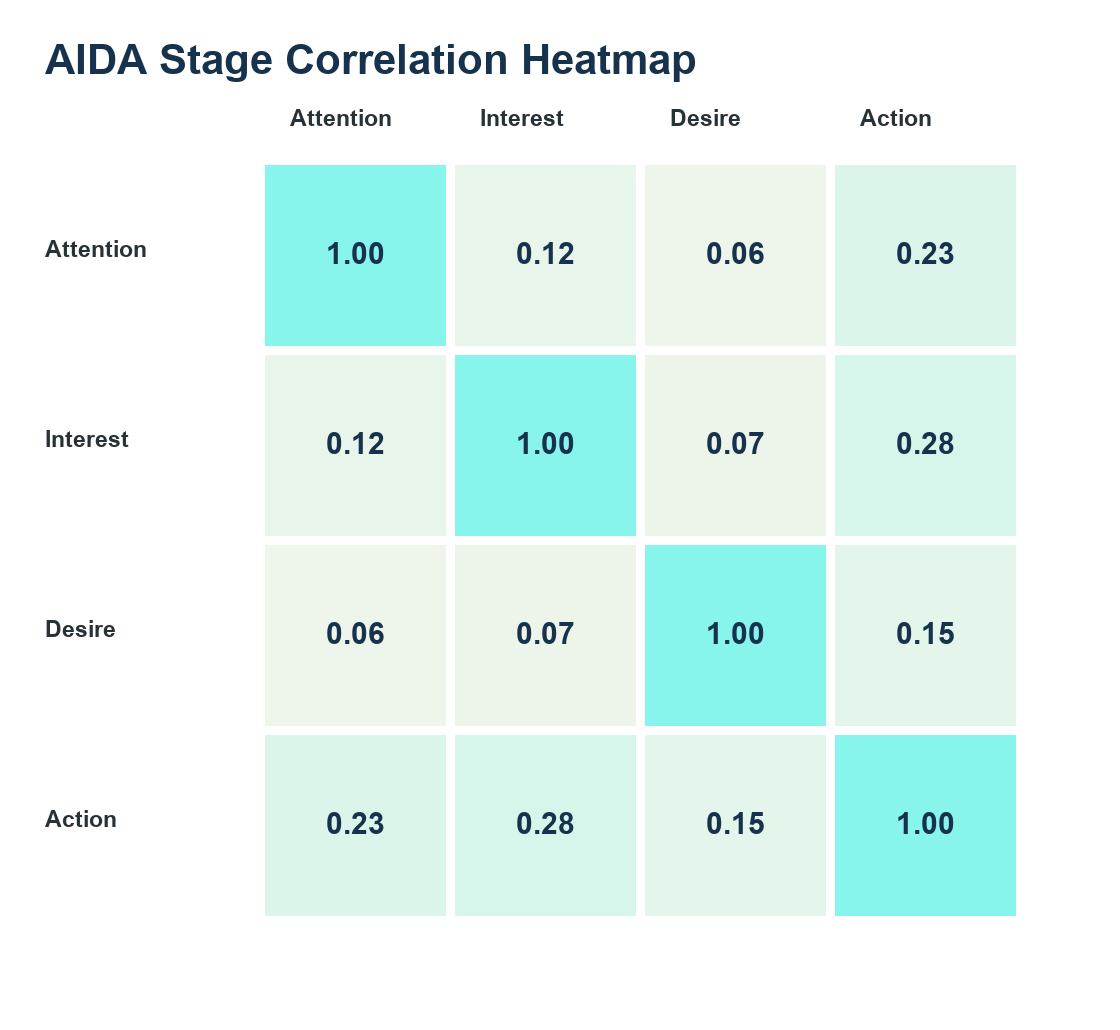 AIDA Stage Correlation Heatmap
Attention Interest Desire Action
Attention 1.00 0.12 0.06 0.23
Interest 0.12 1.00 0.07 0.28
Desire 0.06 0.07 1.00 0.15
Action 0.23 0.28 0.15 1.00